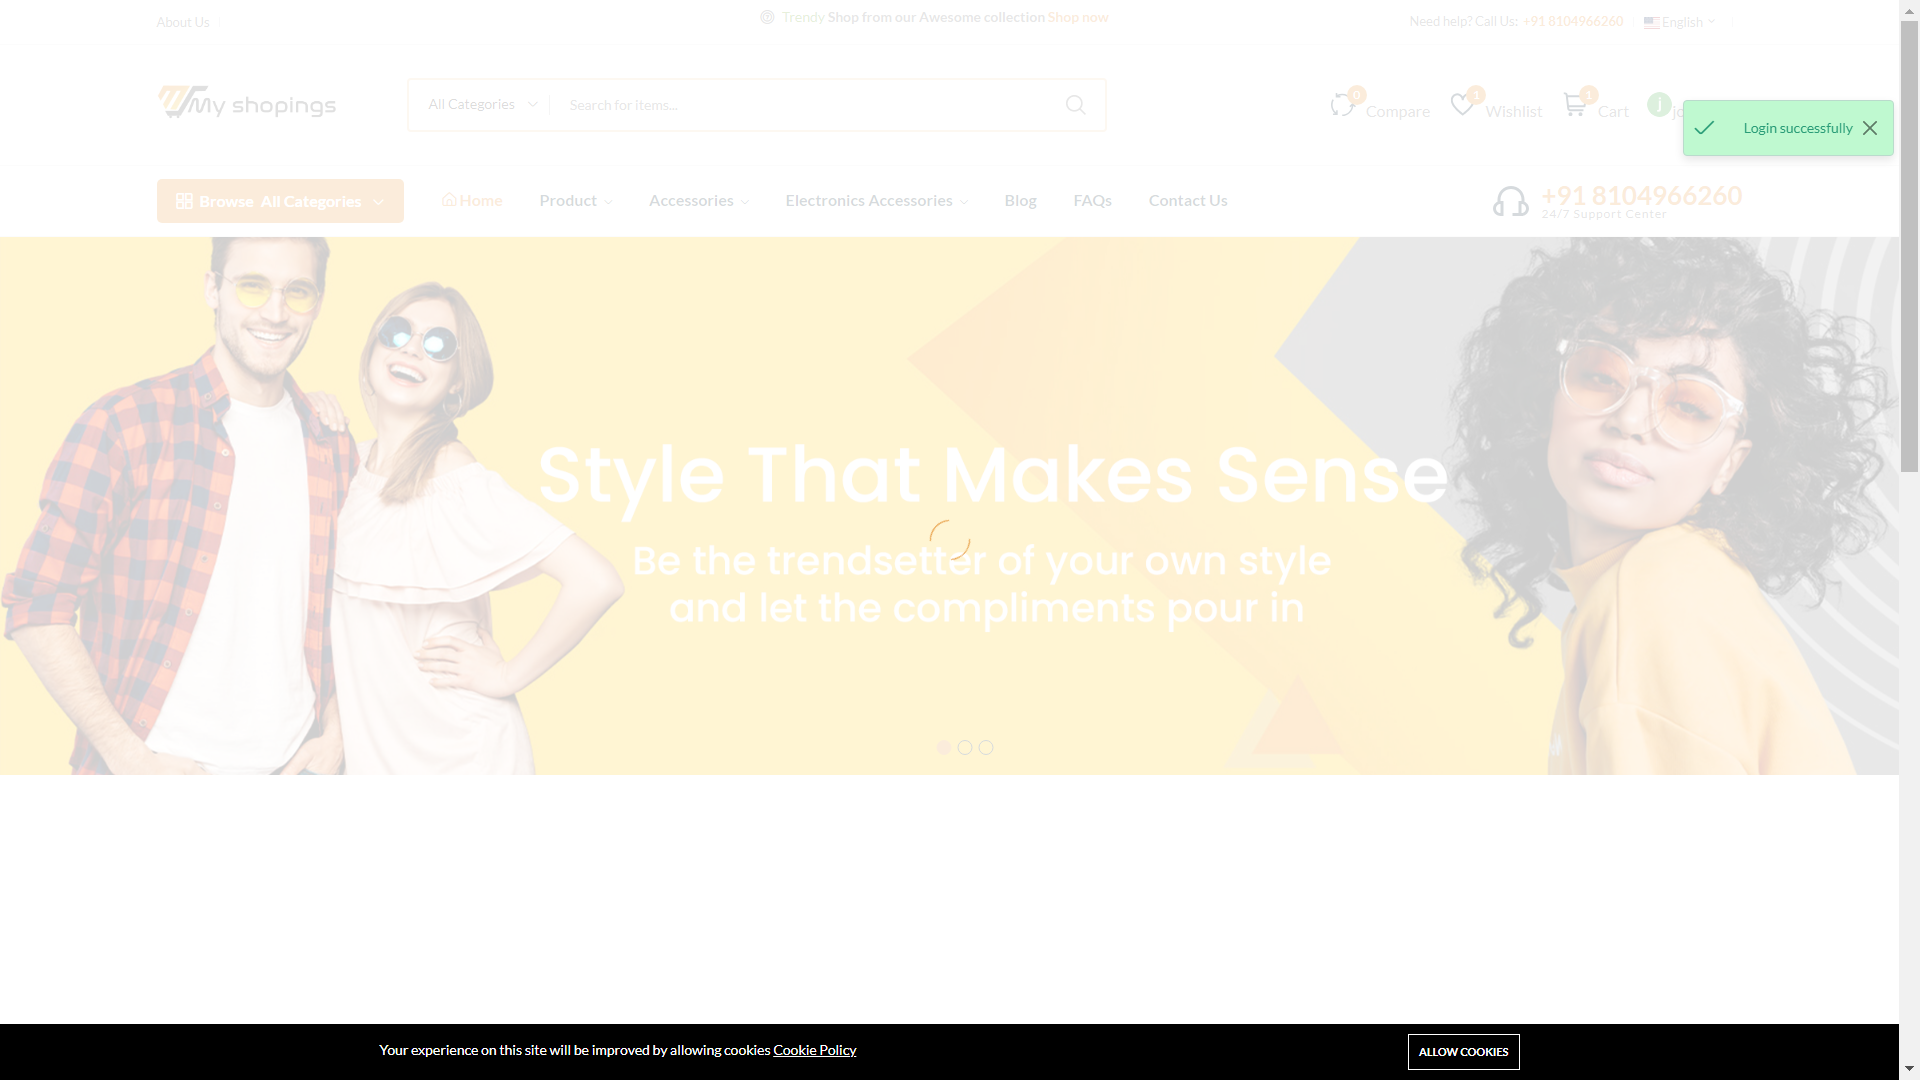 About Us
Trendy Shop from our Awesome collection Shop now
Need help? Call Us: +91 8104966260
English
My shopings
All Categories
Search for items...
0
Compare
1
Wishlist
1
Cart
j
Login successfully
Browse All Categories
Home
Product
Accessories
Electronics Accessories
Blog
FAQs
Contact Us
+91 8104966260
24/7 Support Center
Style That Makes Sense
Be the trendsetter of your own style
and let the compliments pour in
Your experience on this site will be improved by allowing cookies Cookie Policy
ALLOW COOKIES